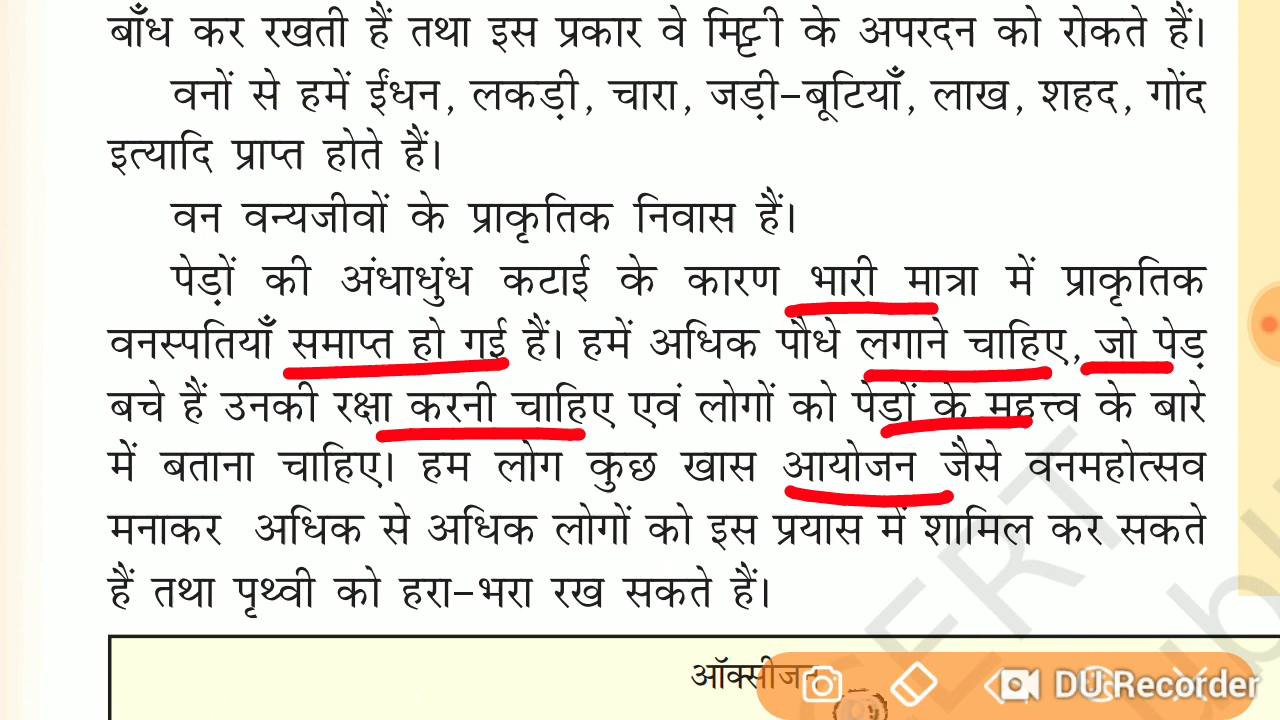 बाँध कर रखती हैं तथा इस प्रकार वे मिट्टी के अपरदन को रोकते हैं।
वनों से हमें ईंधन, लकड़ी, चारा, जड़ी-बूटियाँ, लाख, शहद, गोंद
इत्यादि प्राप्त होते हैं।
वन वन्यजीवों के प्राकृतिक निवास हैं।
पेड़ों की अंधाधुंध कटाई के कारण भारी मात्रा में प्राकृतिक
वनस्पतियाँ समाप्त हो गई हैं। हमें अधिक पौधे लगाने चाहिए, जो पेड़
बचे हैं उनकी रक्षा करनी चाहिए एवं लोगों को पेड़ों के महत्त्व के बारे
में बताना चाहिए। हम लोग कुछ खास आयोजन जैसे वनमहोत्सव
मनाकर अधिक से अधिक लोगों को इस प्रयास में शामिल कर सकते
हैं तथा पृथ्वी को हरा-भरा रख सकते हैं।
ऑक्सीजन
DU Recorder